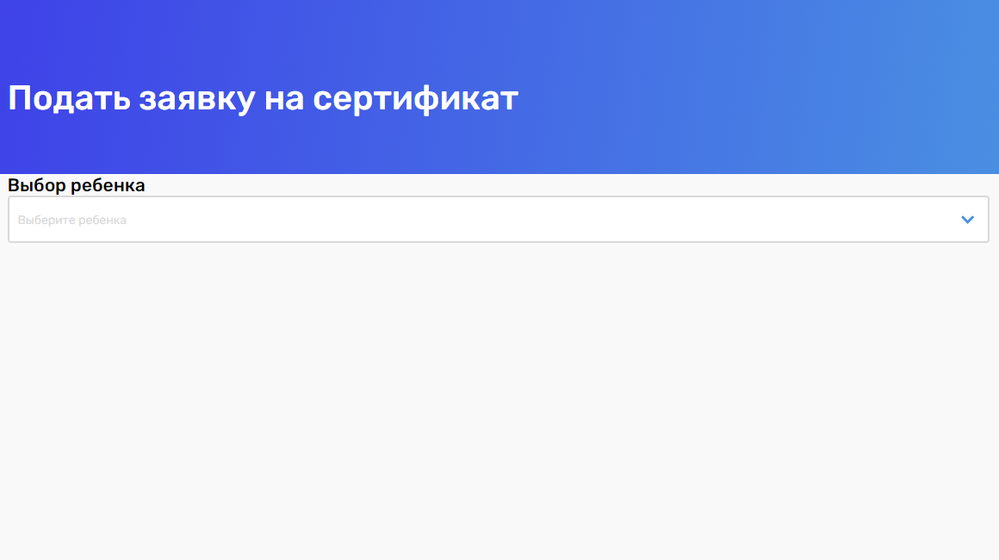 Подать заявку на сертификат
Выбор ребенка
Выберите ребенка